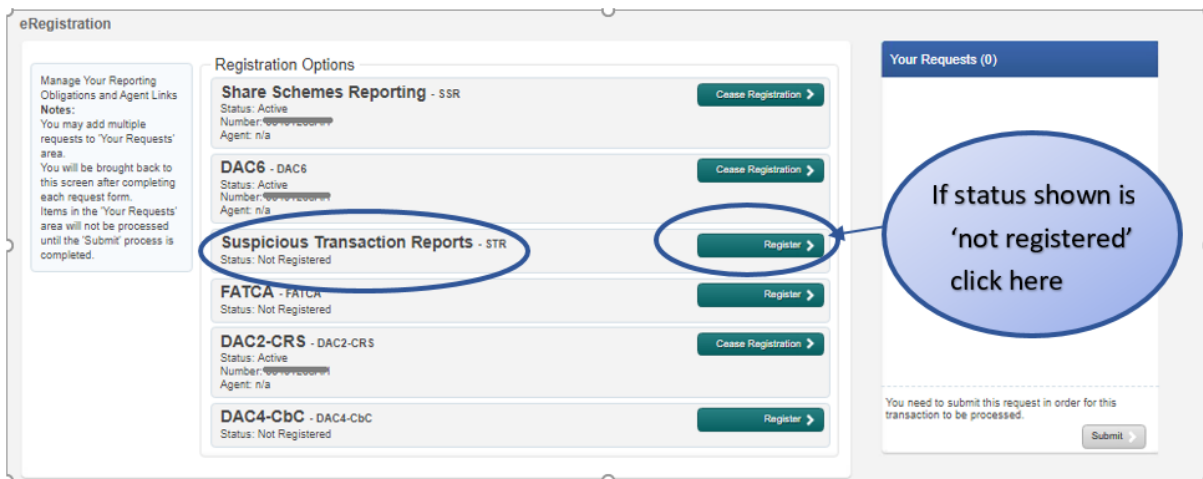 eRegistration
Manage Your Reporting
Obligations and Agent Links
Notes:
You may add multiple
requests to 'Your Requests'
area.
You will be brought back to
this screen after completing
each request form.
Items in the 'Your Requests'
area will not be processed
until the 'Submit' process is
completed.
Registration Options
Share Schemes Reporting - SSR
Status: Active
Number:
Agent: n/a
Cease Registration
DAC6 - DAC6
Status: Active
Number:
Agent: n/a
Cease Registration
Suspicious Transaction Reports - STR
Status: Not Registered
Register
FATCA - FATCA
Status: Not Registered
Register
DAC2-CRS - DAC2-CRS
Status: Active
Number:
Agent: n/a
Cease Registration
DAC4-CbC - DAC4-CbC
Status: Not Registered
Register
Your Requests (0)
If status shown is
'not registered'
click here
You need to submit this request in order for this
transaction to be processed.
Submit